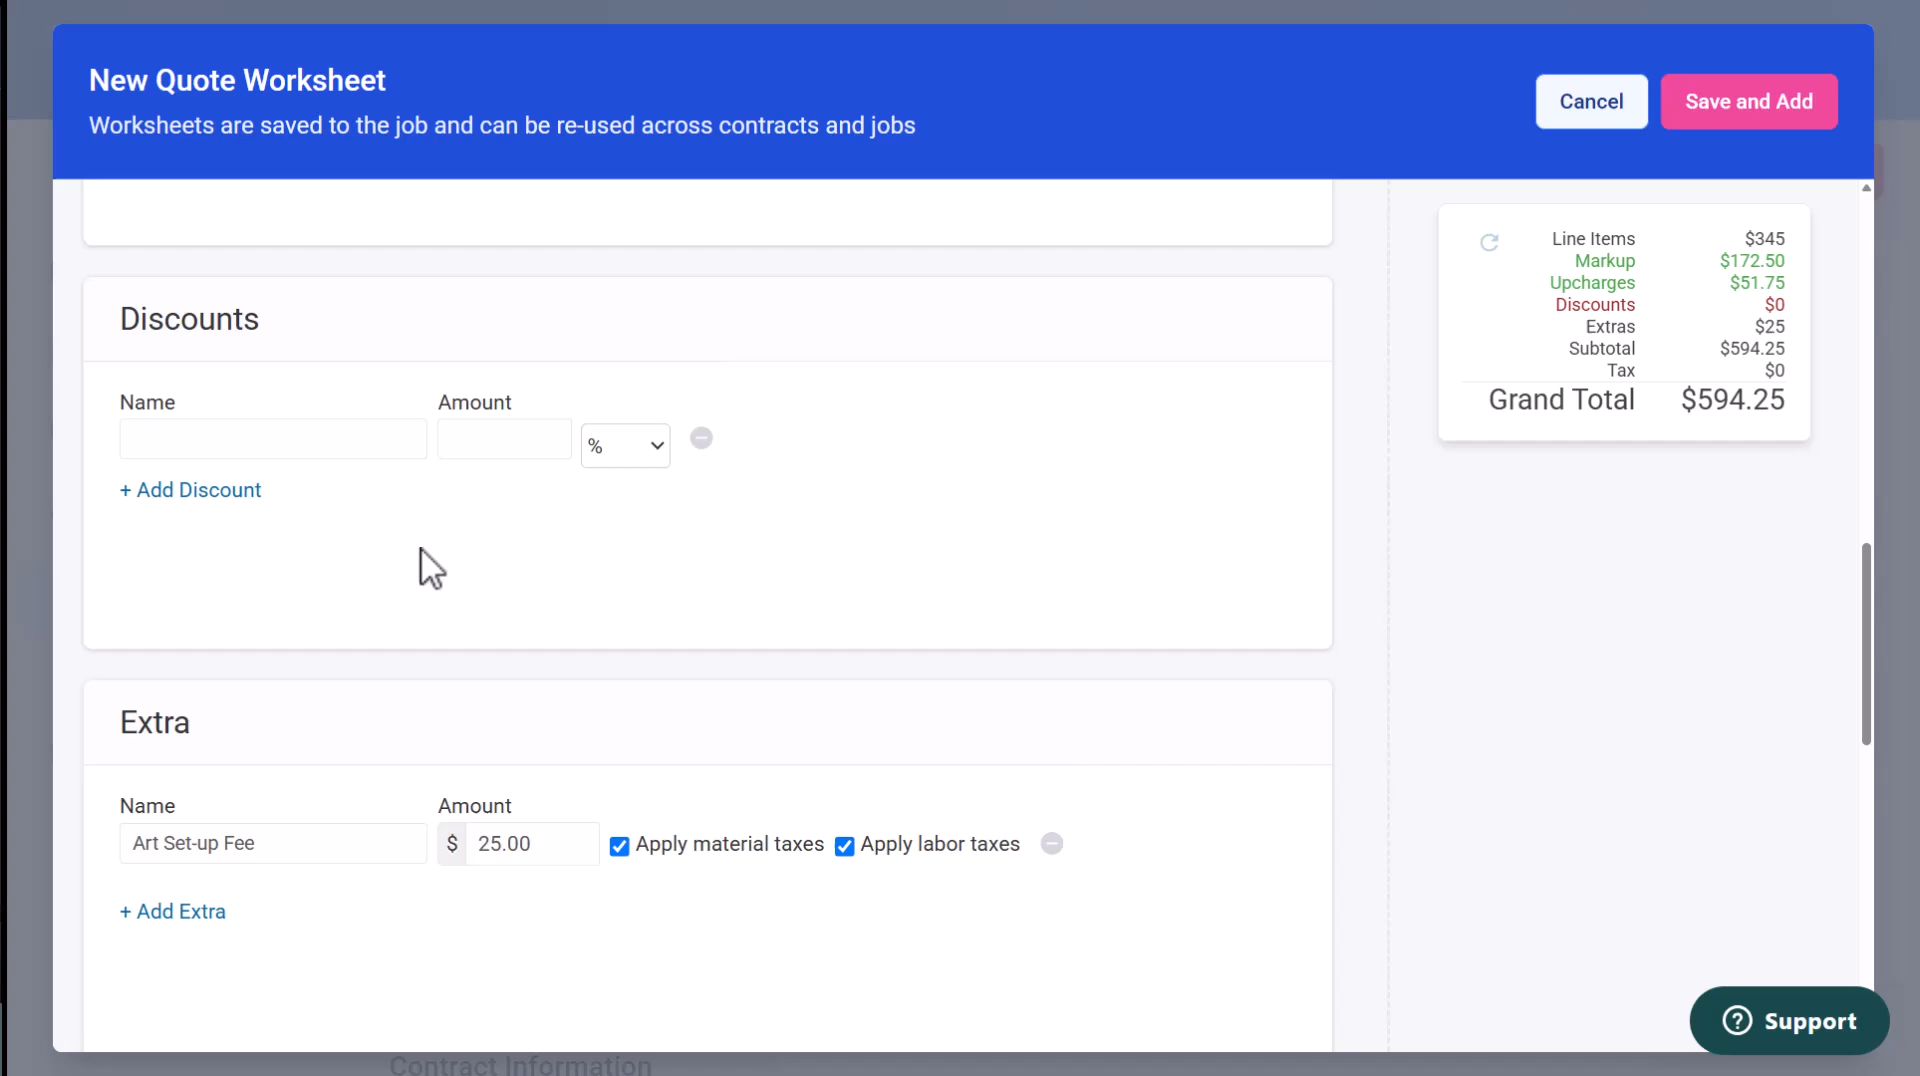 New Quote Worksheet
Worksheets are saved to the job and can be re-used across contracts and jobs
Cancel
Save and Add
Discounts
Name Amount
%
+ Add Discount
Extra
Name Amount
Art Set-up Fee $ 25.00 Apply material taxes Apply labor taxes
+ Add Extra
Line Items $345
Markup $172.50
Upcharges $51.75
Discounts $0
Extras $25
Subtotal $594.25
Tax $0
Grand Total $594.25
? Support
Contract Information